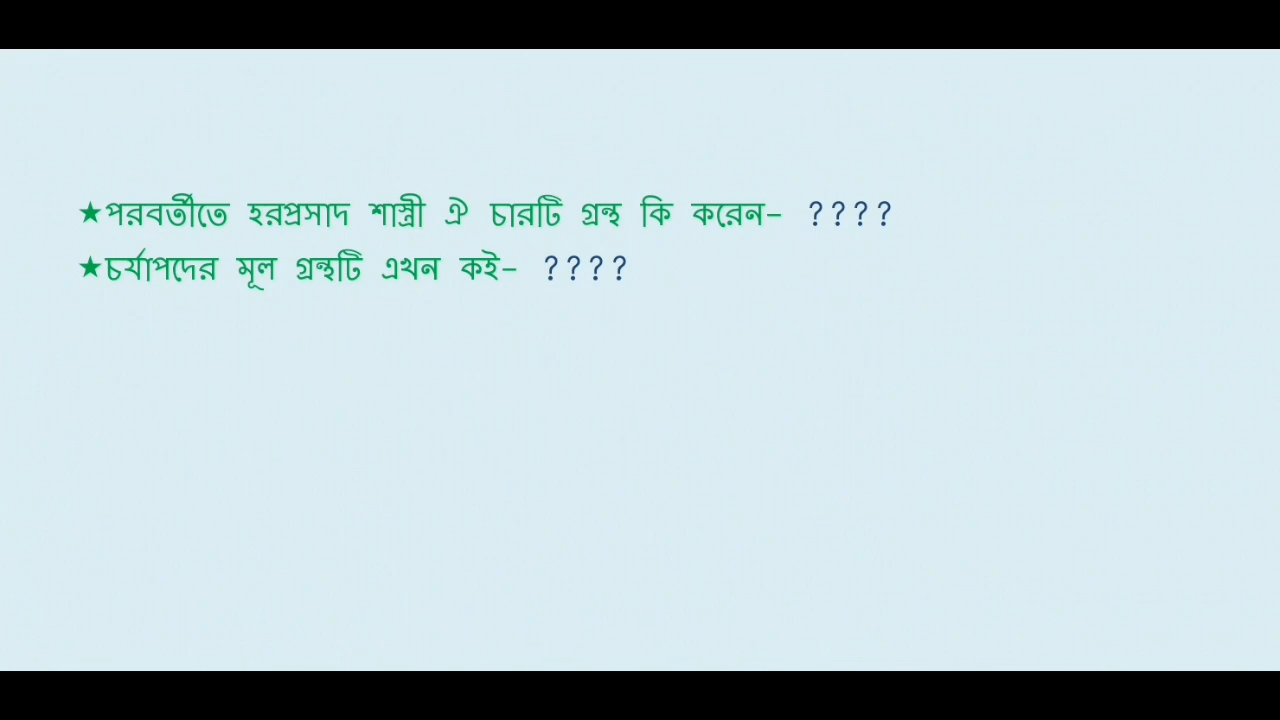 ★পরবর্তীতে হরপ্রসাদ শাস্ত্রী ঐ চারটি গ্রন্থ কি করেন- ????
★চর্যাপদের মূল গ্রন্থটি এখন কই- ????